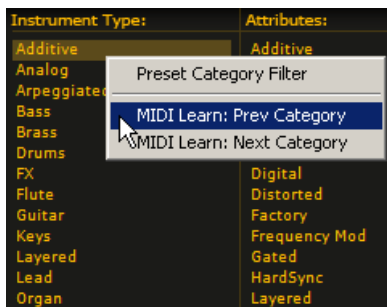 Instrument Type: Attributes:
Additive Additive
Analog
Preset Category Filter
Arpeggiated
Bass
MIDI Learn: Prev Category
Brass
MIDI Learn: Next Category
Drums
FX Digital
Flute Distorted
Guitar Factory
Keys Frequency Mod
Layered Gated
Lead HardSync
Organ Layered